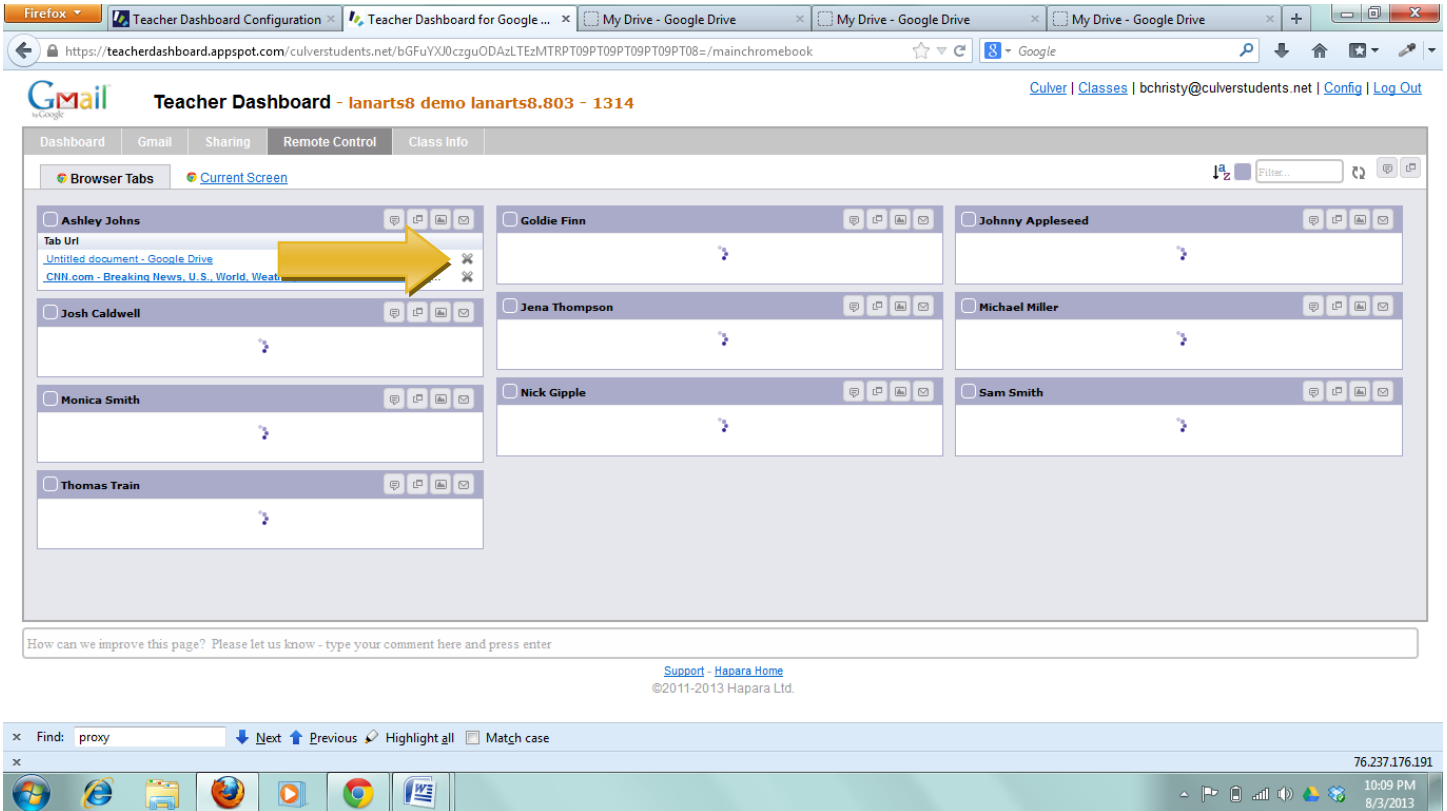 Firefox
Teacher Dashboard Configuration
Teacher Dashboard for Google ...
My Drive - Google Drive
My Drive - Google Drive
My Drive - Google Drive
https://teacherdashboard.appspot.com/culverstudents.net/bGFuYXJ0czguODAzLTEzMTRPT09PT09PT09PT09PT08=/mainchromebook
8 Google
Gmail
by Google
Teacher Dashboard - lanarts8 demo lanarts8.803 - 1314
Culver | Classes | bchristy@culverstudents.net | Config | Log Out
Dashboard Gmail Sharing Remote Control Class Info
Browser Tabs Current Screen
a z Filter...
Ashley Johns
Tab Url
Untitled document - Google Drive
CNN.com - Breaking News, U.S., World,
Goldie Finn
Johnny Appleseed
Josh Caldwell
Jena Thompson
Michael Miller
Monica Smith
Nick Gipple
Sam Smith
Thomas Train
How can we improve this page? Please let us know - type your comment here and press enter
Support - Hapara Home
©2011-2013 Hapara Ltd.
× Find: proxy Next Previous Highlight all Match case
76.237.176.191
10:09 PM
8/3/2013